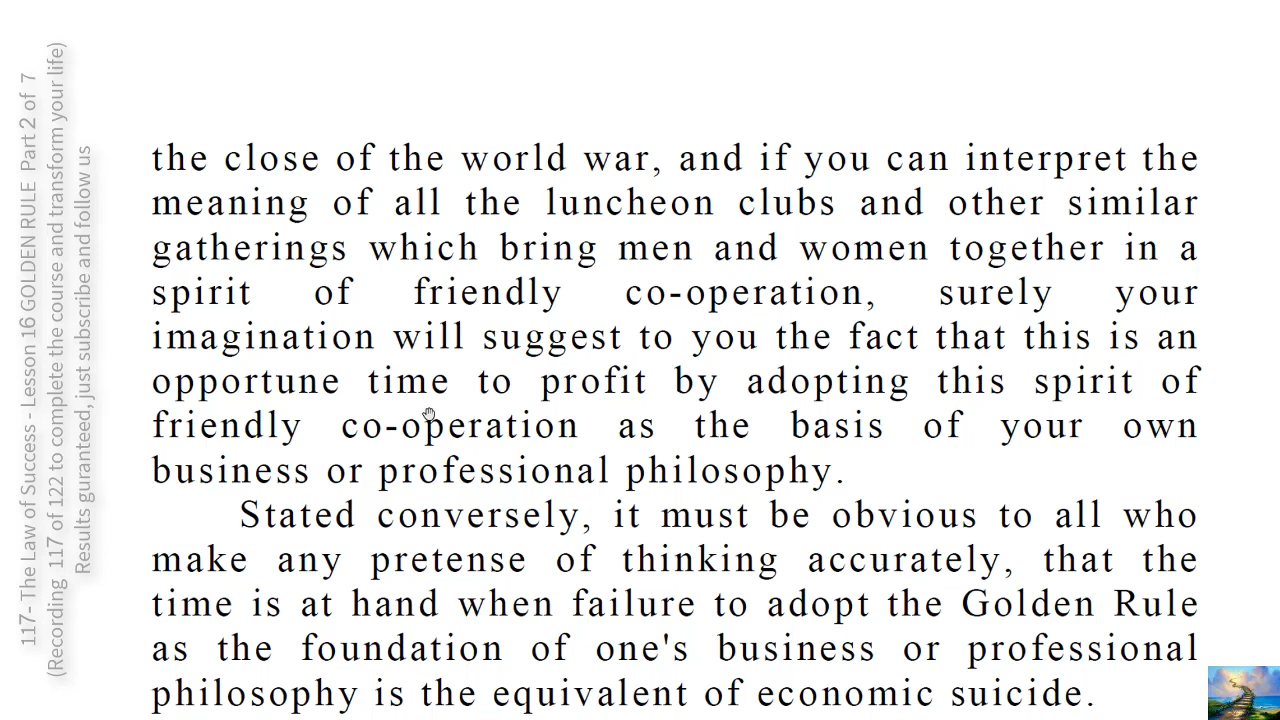 117 - The Law of Success - Lesson 16 GOLDEN RULE Part 2 of 7
(Recording 117 of 122 to complete the course and transform your life)
Results guranteed, just subscribe and follow us
the close of the world war, and if you can interpret the
meaning of all the luncheon clubs and other similar
gatherings which bring men and women together in a
spirit of friendly co-operation, surely your
imagination will suggest to you the fact that this is an
opportune time to profit by adopting this spirit of
friendly co-operation as the basis of your own
business or professional philosophy.
Stated conversely, it must be obvious to all who
make any pretense of thinking accurately, that the
time is at hand when failure to adopt the Golden Rule
as the foundation of one's business or professional
philosophy is the equivalent of economic suicide.